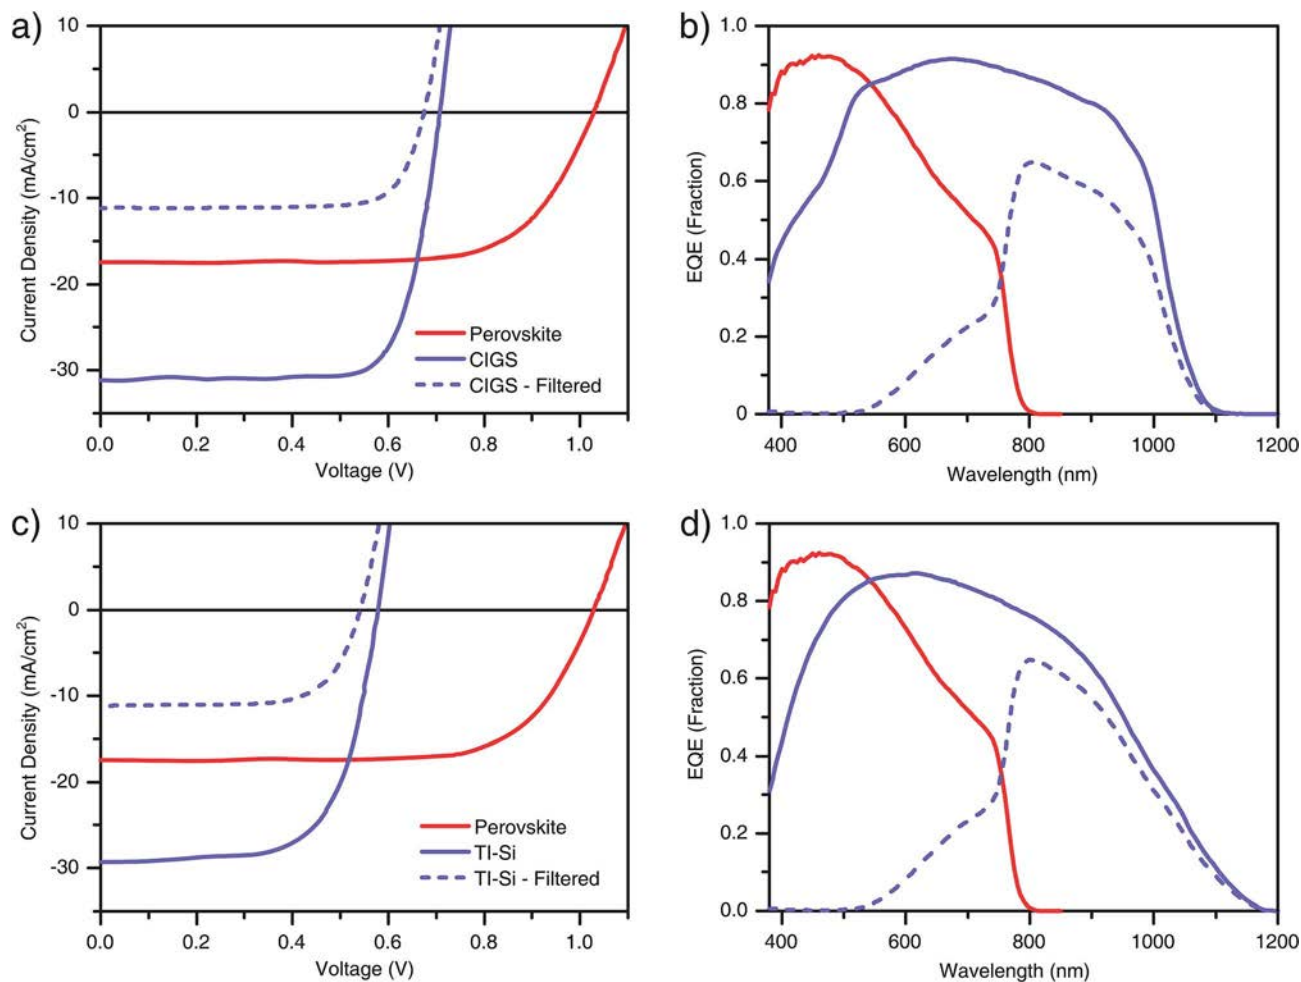 a)
10
0
-10
-20
-30
Current Density (mA/cm²)
Perovskite
CIGS
CIGS - Filtered
0.0 0.2 0.4 0.6 0.8 1.0
Voltage (V)
b)
1.0
0.8
0.6
0.4
0.2
0
EQE (Fraction)
400 600 800 1000 1200
Wavelength (nm)
c)
10
0
-10
-20
-30
Current Density (mA/cm²)
Perovskite
TI-Si
TI-Si - Filtered
0.0 0.2 0.4 0.6 0.8 1.0
Voltage (V)
d)
1.0
0.8
0.6
0.4
0.2
0.0
EQE (Fraction)
400 600 800 1000 1200
Wavelength (nm)